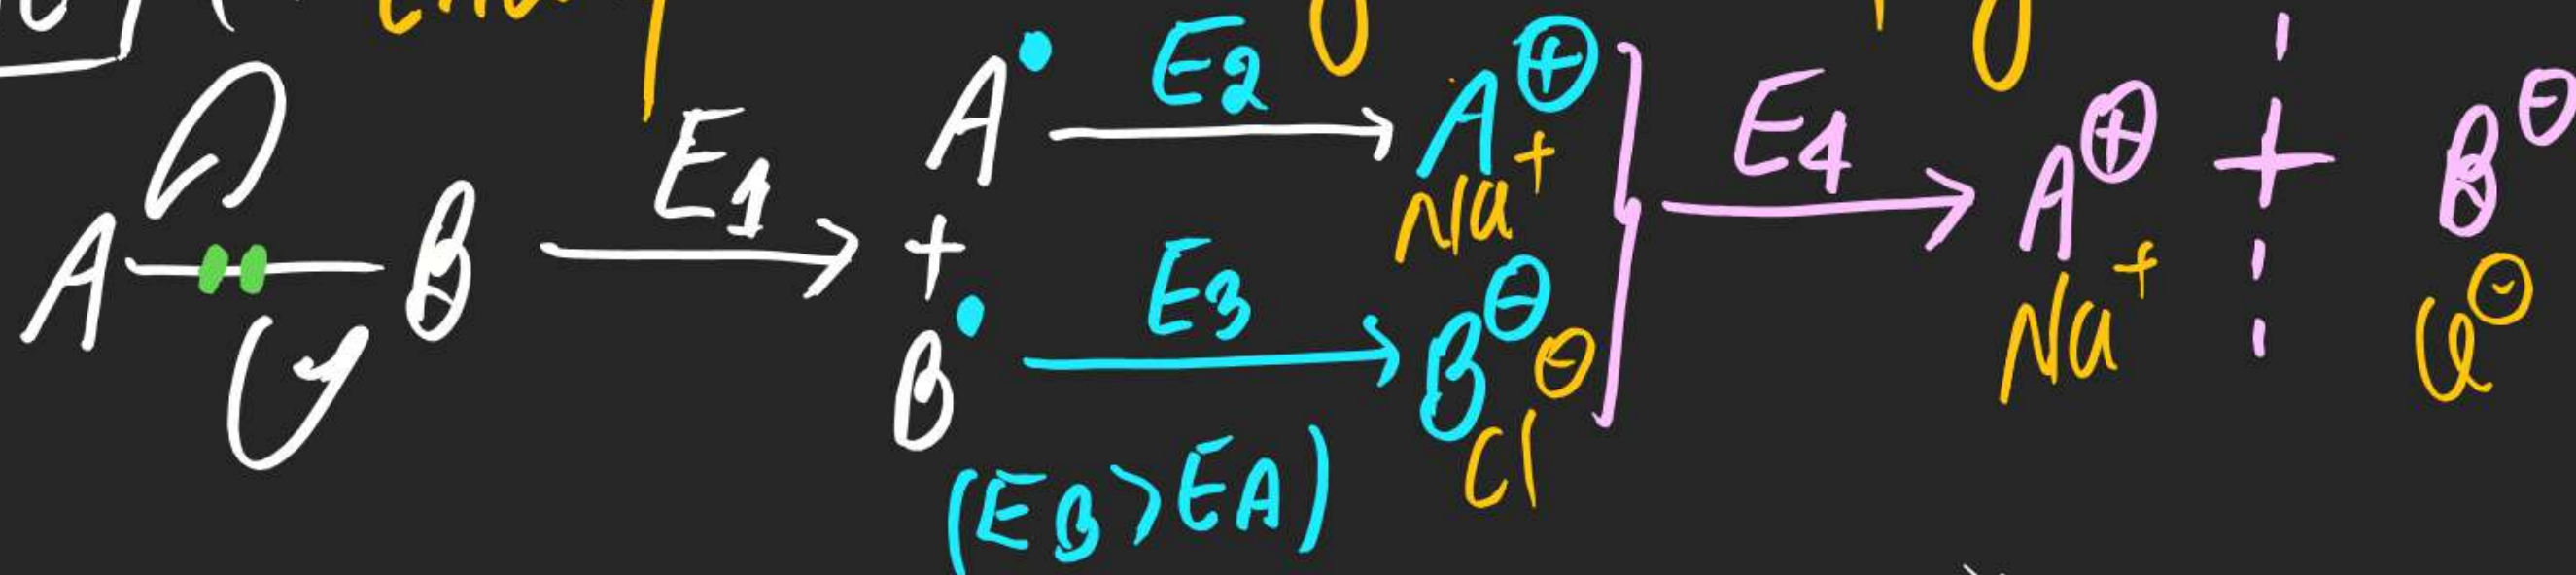 A• E2 A⊕
E1 Na+ E4 A⊕ + B⊖
A — B + Na+ Cl⊖
B• E3 B⊖ ⊖
(EB > EA) Cl